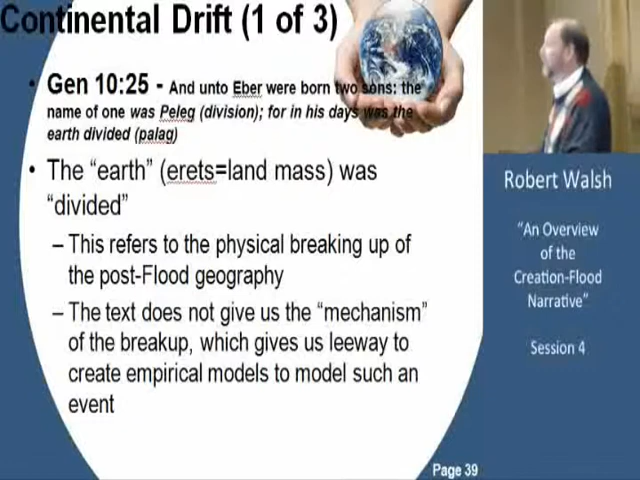 Continental Drift (1 of 3)
• Gen 10:25 - And unto Eber were born two sons: the
name of one was Peleg (division); for in his days was the
earth divided (palag)
• The “earth” (erets=land mass) was
“divided”
– This refers to the physical breaking up of
the post-Flood geography
– The text does not give us the “mechanism”
of the breakup, which gives us leeway to
create empirical models to model such an
event
Page 39
Robert Walsh
“An Overview
of the
Creation-Flood
Narrative”
Session 4